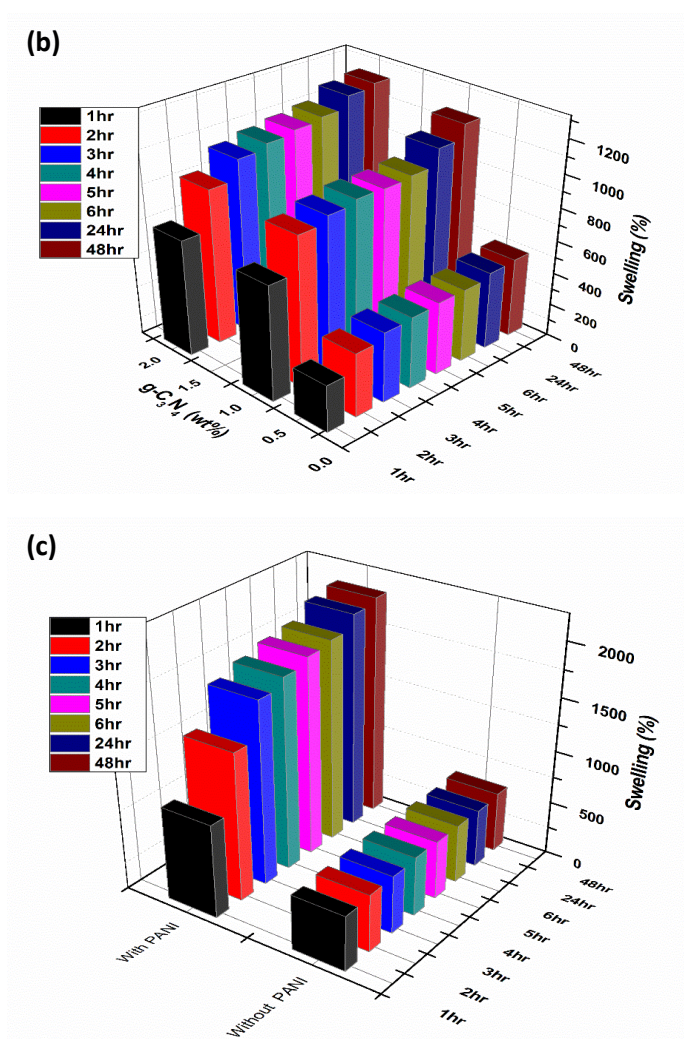 (b)
1hr
2hr
3hr
4hr
5hr
6hr
24hr
48hr
1200
1000
800
600
400
200
0
Swelling (%)
2.0
1.5
1.0
0.5
0.0
g-C3N4 (wt%)
1hr
2hr
3hr
4hr
5hr
6hr
24hr
48hr
(c)
1hr
2hr
3hr
4hr
5hr
6hr
24hr
48hr
2000
1500
1000
500
0
Swelling (%)
With PANI
Without PANI
1hr
2hr
3hr
4hr
5hr
6hr
24hr
48hr